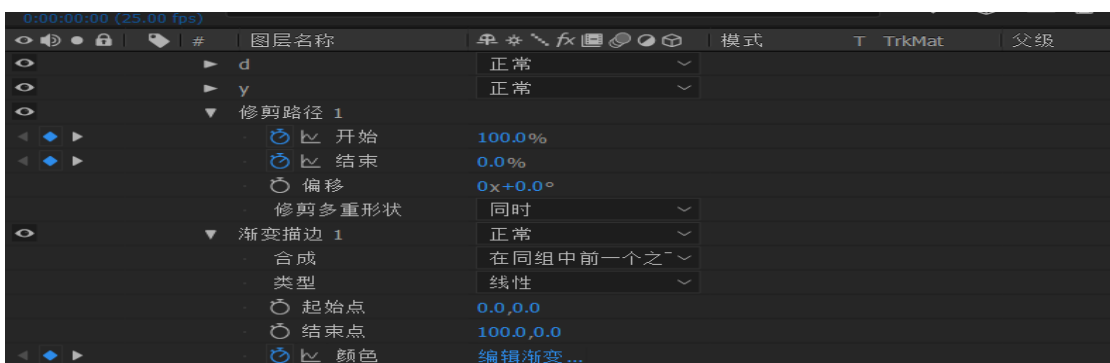 0:00:00:00 (25.00 fps)
# 图层名称 fx 模式 T TrkMat 父级
d 正常
y 正常
修剪路径 1
开始 100.0%
结束 0.0%
偏移 0x+0.0°
修剪多重形状 同时
渐变描边 1 正常
合成 在同组中前一个之
类型 线性
起始点 0.0,0.0
结束点 100.0,0.0
颜色 编辑渐变...